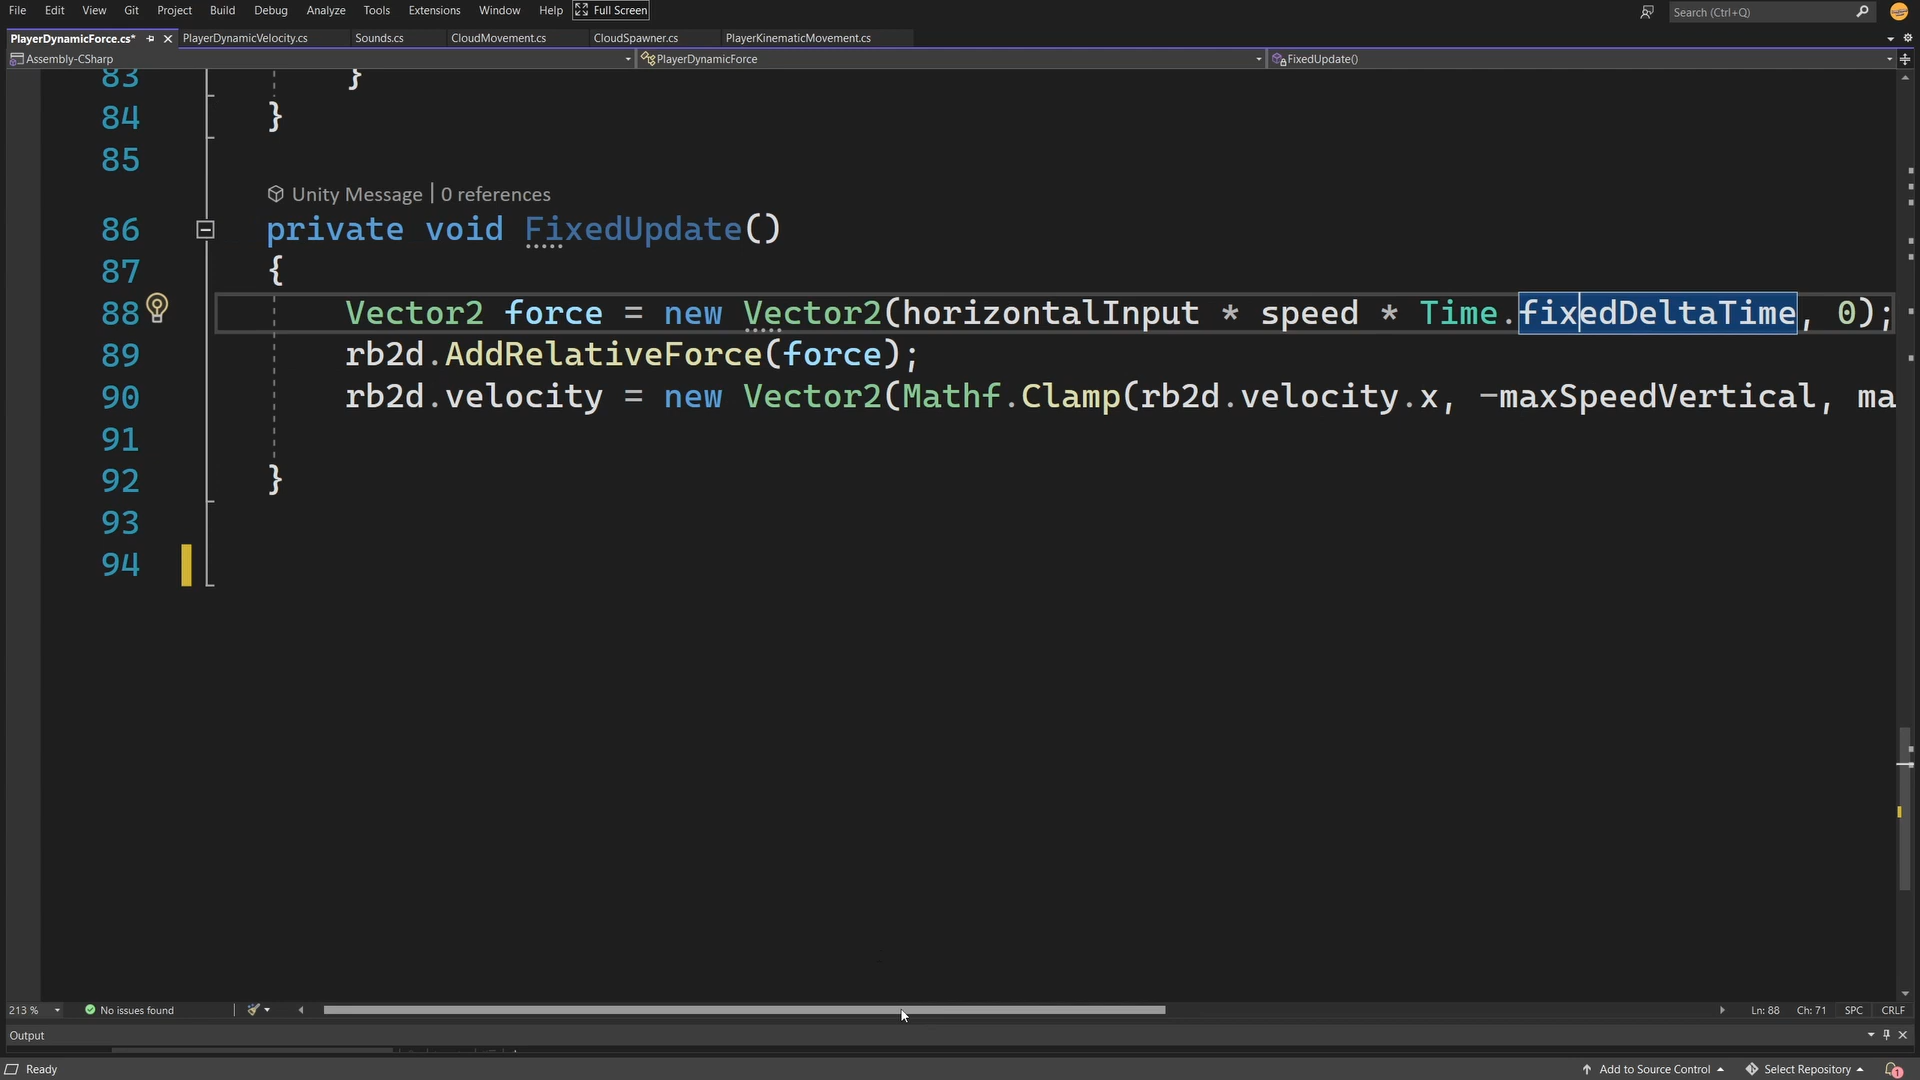 File Edit View Git Project Build Debug Analyze Tools Extensions Window Help Full Screen Search (Ctrl+Q)
PlayerDynamicForce.cs* PlayerDynamicVelocity.cs Sounds.cs CloudMovement.cs CloudSpawner.cs PlayerKinematicMovement.cs
Assembly-CSharp PlayerDynamicForce FixedUpdate()
83 }
84 }
85
Unity Message | 0 references
86 private void FixedUpdate()
87 {
88 Vector2 force = new Vector2(horizontalInput * speed * Time.fixedDeltaTime, 0);
89 rb2d.AddRelativeForce(force);
90 rb2d.velocity = new Vector2(Mathf.Clamp(rb2d.velocity.x, -maxSpeedVertical, ma
91
92 }
93
94
213 % No issues found Ln: 88 Ch: 71 SPC CRLF
Output
Ready Add to Source Control Select Repository 1